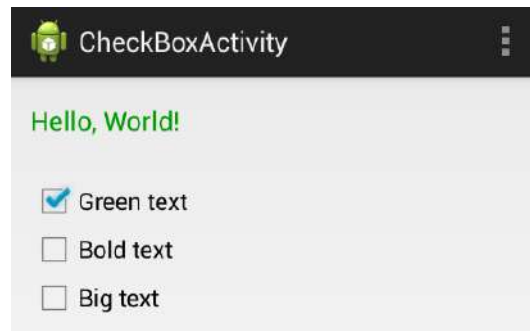 CheckBoxActivity
Hello, World!
Green text
Bold text
Big text